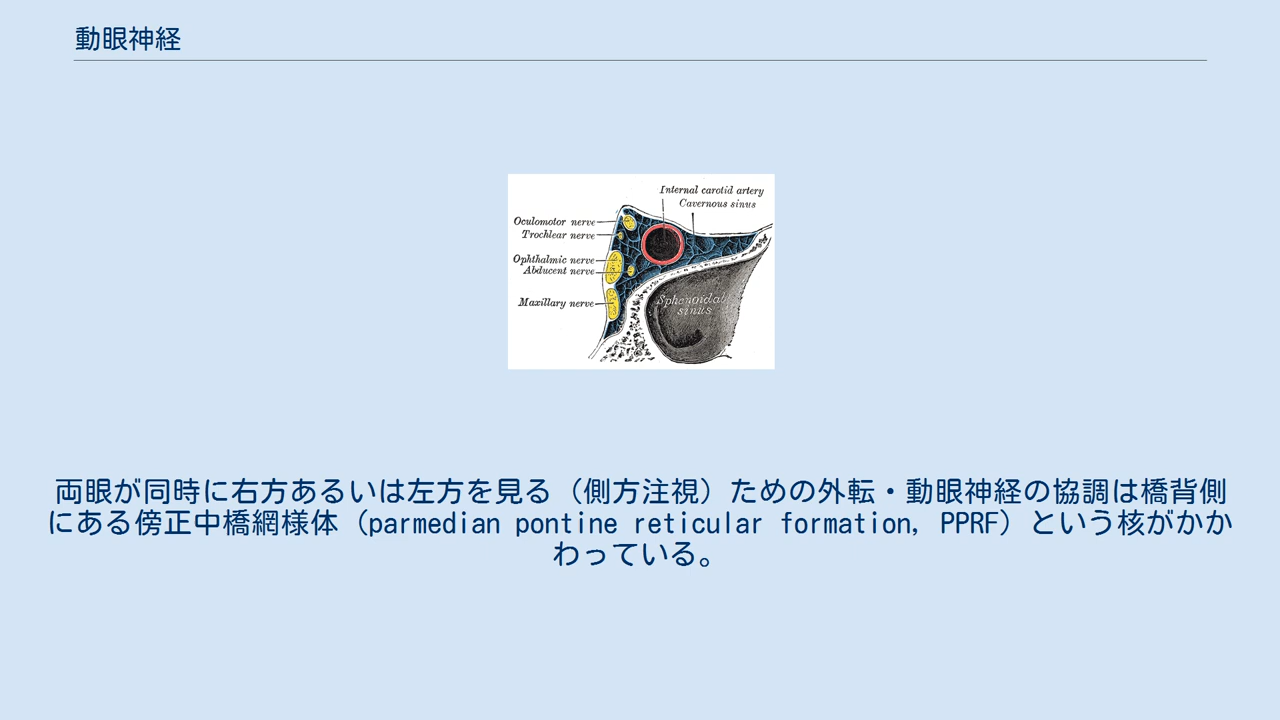 動眼神経
Internal carotid artery
Cavernous sinus
Oculomotor nerve
Trochlear nerve
Ophthalmic nerve
Abducent nerve
Maxillary nerve
Sphenoidal
sinus
両眼が同時に右方あるいは左方を見る（側方注視）ための外転・動眼神経の協調は橋背側
にある傍正中橋網様体（parmedian pontine reticular formation, PPRF）という核がかか
わっている。